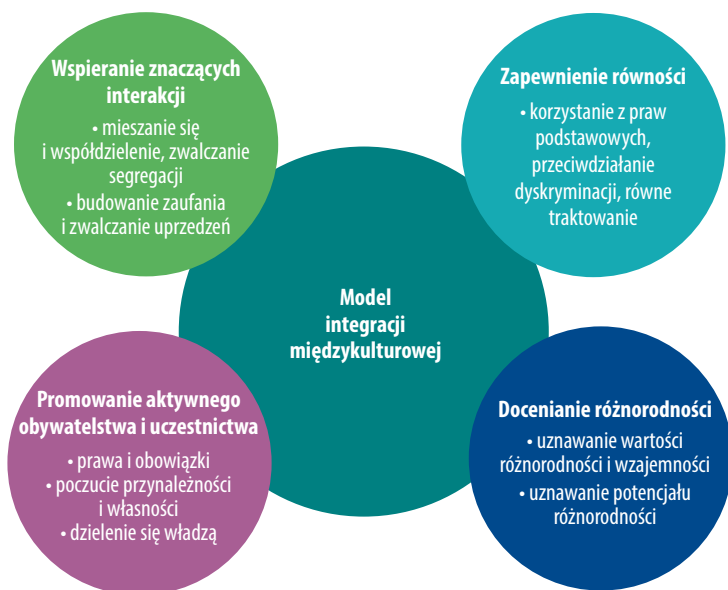 Wspieranie znaczących
interakcji
• mieszanie się
i współdzielenie, zwalczanie
segregacji
• budowanie zaufania
i zwalczanie uprzedzeń
Zapewnienie równości
• korzystanie z praw
podstawowych,
przeciwdziałanie
dyskryminacji, równe
traktowanie
Model
integracji
międzykulturowej
Promowanie aktywnego
obywatelstwa i uczestnictwa
• prawa i obowiązki
• poczucie przynależności
i własności
• dzielenie się władzą
Docenianie różnorodności
• uznawanie wartości
różnorodności i wzajemności
• uznawanie potencjału
różnorodności